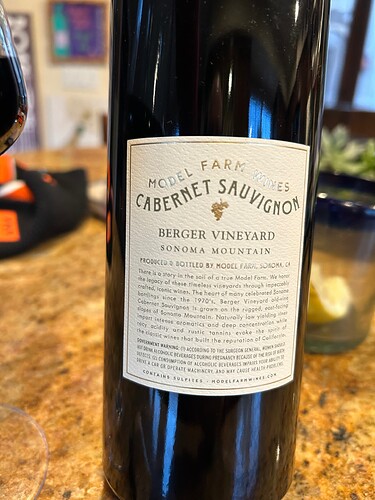 MODEL FARM WINES
CABERNET SAUVIGNON
BERGER VINEYARD
SONOMA MOUNTAIN
PRODUCED & BOTTLED BY MODEL FARM, SONOMA, CA
There is a story in the soil of a true Model Farm. We honor
the legacy of these timeless vineyards through impeccably
crafted, iconic wines. The heart of many celebrated Sonoma
bottlings since the 1970's, Berger Vineyard old-vine
Cabernet Sauvignon is grown on the rugged, east-facing
slopes of Sonoma Mountain. Naturally low yielding clear
impart intense aromatics and deep concentration while
racy acidity and rustic tannins evoke the spirit of
the classic wines that built the reputation of California.
GOVERNMENT WARNING: (1) ACCORDING TO THE SURGEON GENERAL, WOMEN SHOULD
NOT DRINK ALCOHOLIC BEVERAGES DURING PREGNANCY BECAUSE OF THE RISK OF BIRTH
DEFECTS. (2) CONSUMPTION OF ALCOHOLIC BEVERAGES IMPAIRS YOUR ABILITY TO
DRIVE A CAR OR OPERATE MACHINERY, AND MAY CAUSE HEALTH PROBLEMS.
CONTAINS SULFITES • MODELFARMWINES.COM